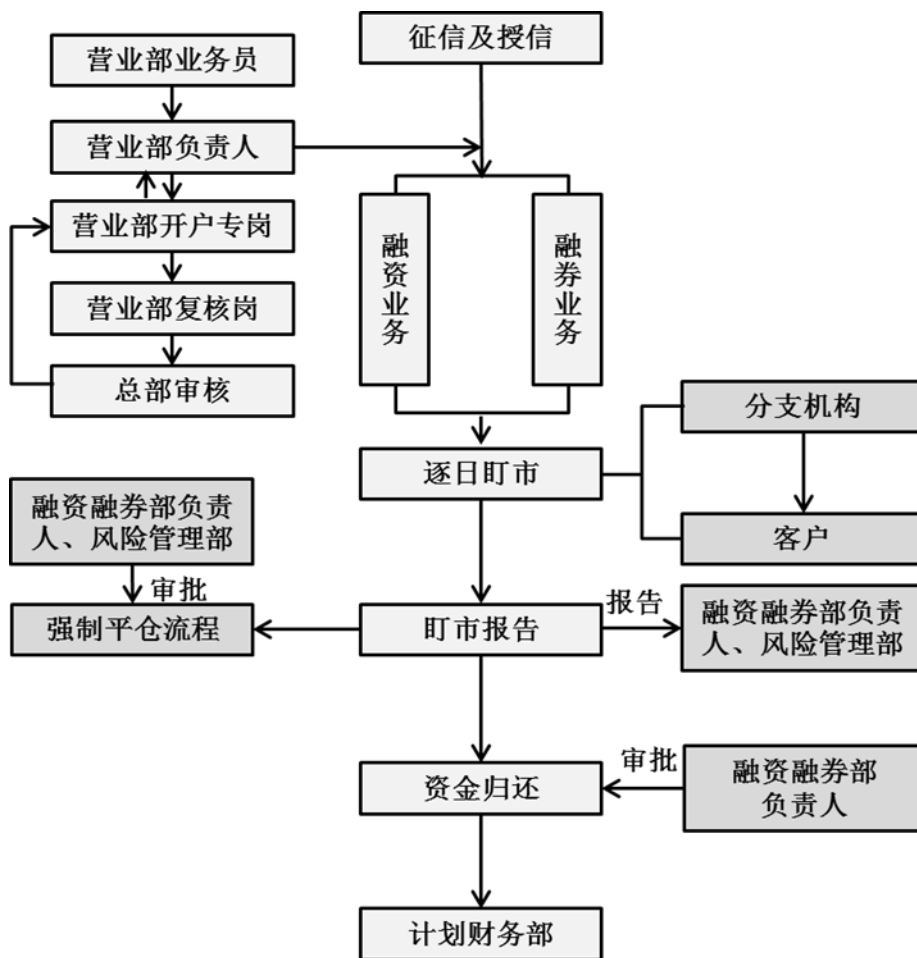 征信及授信
营业部业务员
营业部负责人
营业部开户专岗
营业部复核岗
总部审核
融资业务
融券业务
分支机构
逐日盯市
客户
融资融券部负责
人、风险管理部
审批
强制平仓流程
盯市报告
报告
融资融券部负责
人、风险管理部
资金归还
审批
融资融券部
负责人
计划财务部